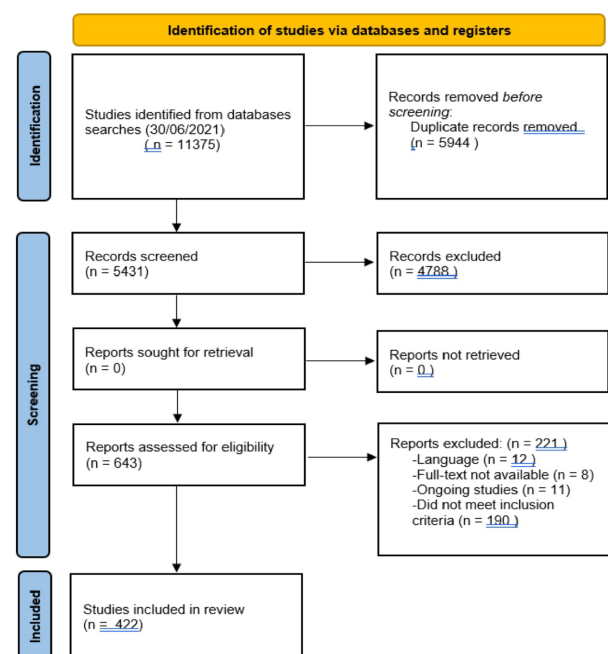 Identification of studies via databases and registers
Identification
Studies identified from databases
searches (30/06/2021)
( n = 11375)
Records removed before
screening:
Duplicate records removed
(n = 5944 )
Screening
Records screened
(n = 5431)
Records excluded
(n = 4788 )
Reports sought for retrieval
(n = 0)
Reports not retrieved
(n = 0 )
Reports assessed for eligibility
(n = 643)
Reports excluded: (n = 221 )
-Language (n = 12 )
-Full-text not available (n = 8)
-Ongoing studies (n = 11)
-Did not meet inclusion
criteria (n = 190 )
Included
Studies included in review
(n = 422)